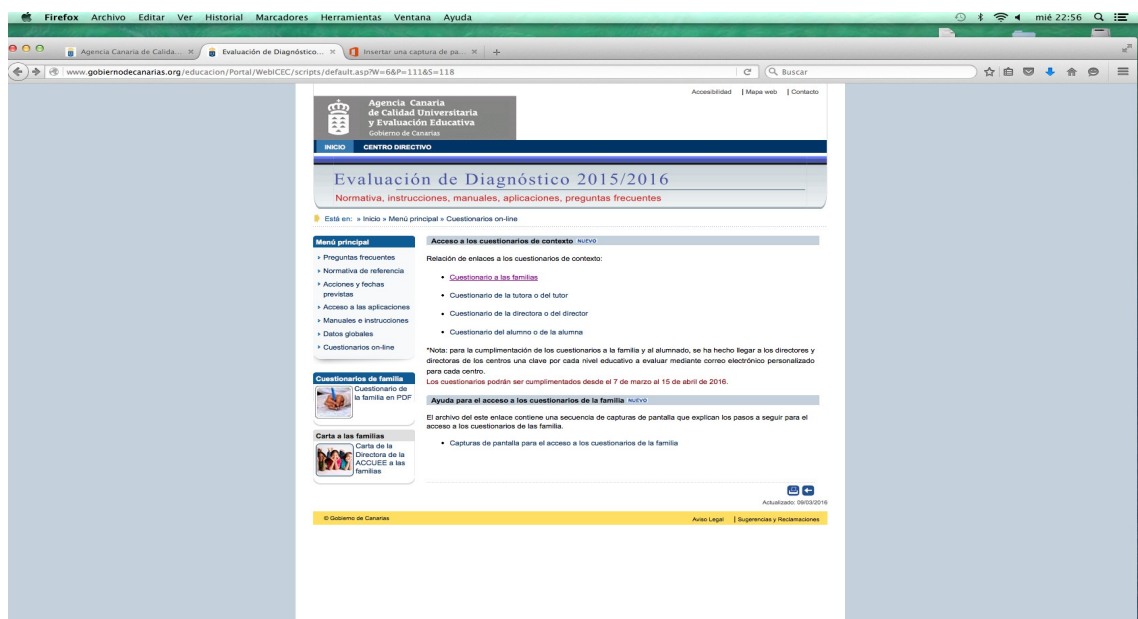 Firefox Archivo Editar Ver Historial Marcadores Herramientas Ventana Ayuda
mié 22:56
Agencia Canaria de Calida...
Evaluación de Diagnóstico...
Insertar una captura de pa...
www.gobiernodecanarias.org/educacion/Portal/WebICEC/scripts/default.asp?W=6&P=111&S=118
Buscar
Accesibilidad | Mapa web | Contacto
Agencia Canaria
de Calidad Universitaria
y Evaluación Educativa
Gobierno de Canarias
INICIO CENTRO DIRECTIVO
Evaluación de Diagnóstico 2015/2016
Normativa, instrucciones, manuales, aplicaciones, preguntas frecuentes
Está en: » Inicio » Menú principal » Cuestionarios on-line
Menú principal
Preguntas frecuentes
Normativa de referencia
Acciones y fechas
previstas
Acceso a las aplicaciones
Manuales e instrucciones
Datos globales
Cuestionarios on-line
Cuestionarios de familia
Cuestionario de
la familia en PDF
Carta a las familias
Carta de la
Directora de la
ACCUEE a las
familias
Acceso a los cuestionarios de contexto NUEVO
Relación de enlaces a los cuestionarios de contexto:
• Cuestionario a las familias
• Cuestionario de la tutora o del tutor
• Cuestionario de la directora o del director
• Cuestionario del alumno o de la alumna
*Nota: para la cumplimentación de los cuestionarios a la familia y al alumnado, se ha hecho llegar a los directores y
directoras de los centros una clave por cada nivel educativo a evaluar mediante correo electrónico personalizado
para cada centro.
Los cuestionarios podrán ser cumplimentados desde el 7 de marzo al 15 de abril de 2016.
Ayuda para el acceso a los cuestionarios de la familia NUEVO
El archivo del este enlace contiene una secuencia de capturas de pantalla que explican los pasos a seguir para el
acceso a los cuestionarios de las familia.
• Capturas de pantalla para el acceso a los cuestionarios de la familia
Actualizado: 09/03/2016
© Gobierno de Canarias
Aviso Legal | Sugerencias y Reclamaciones